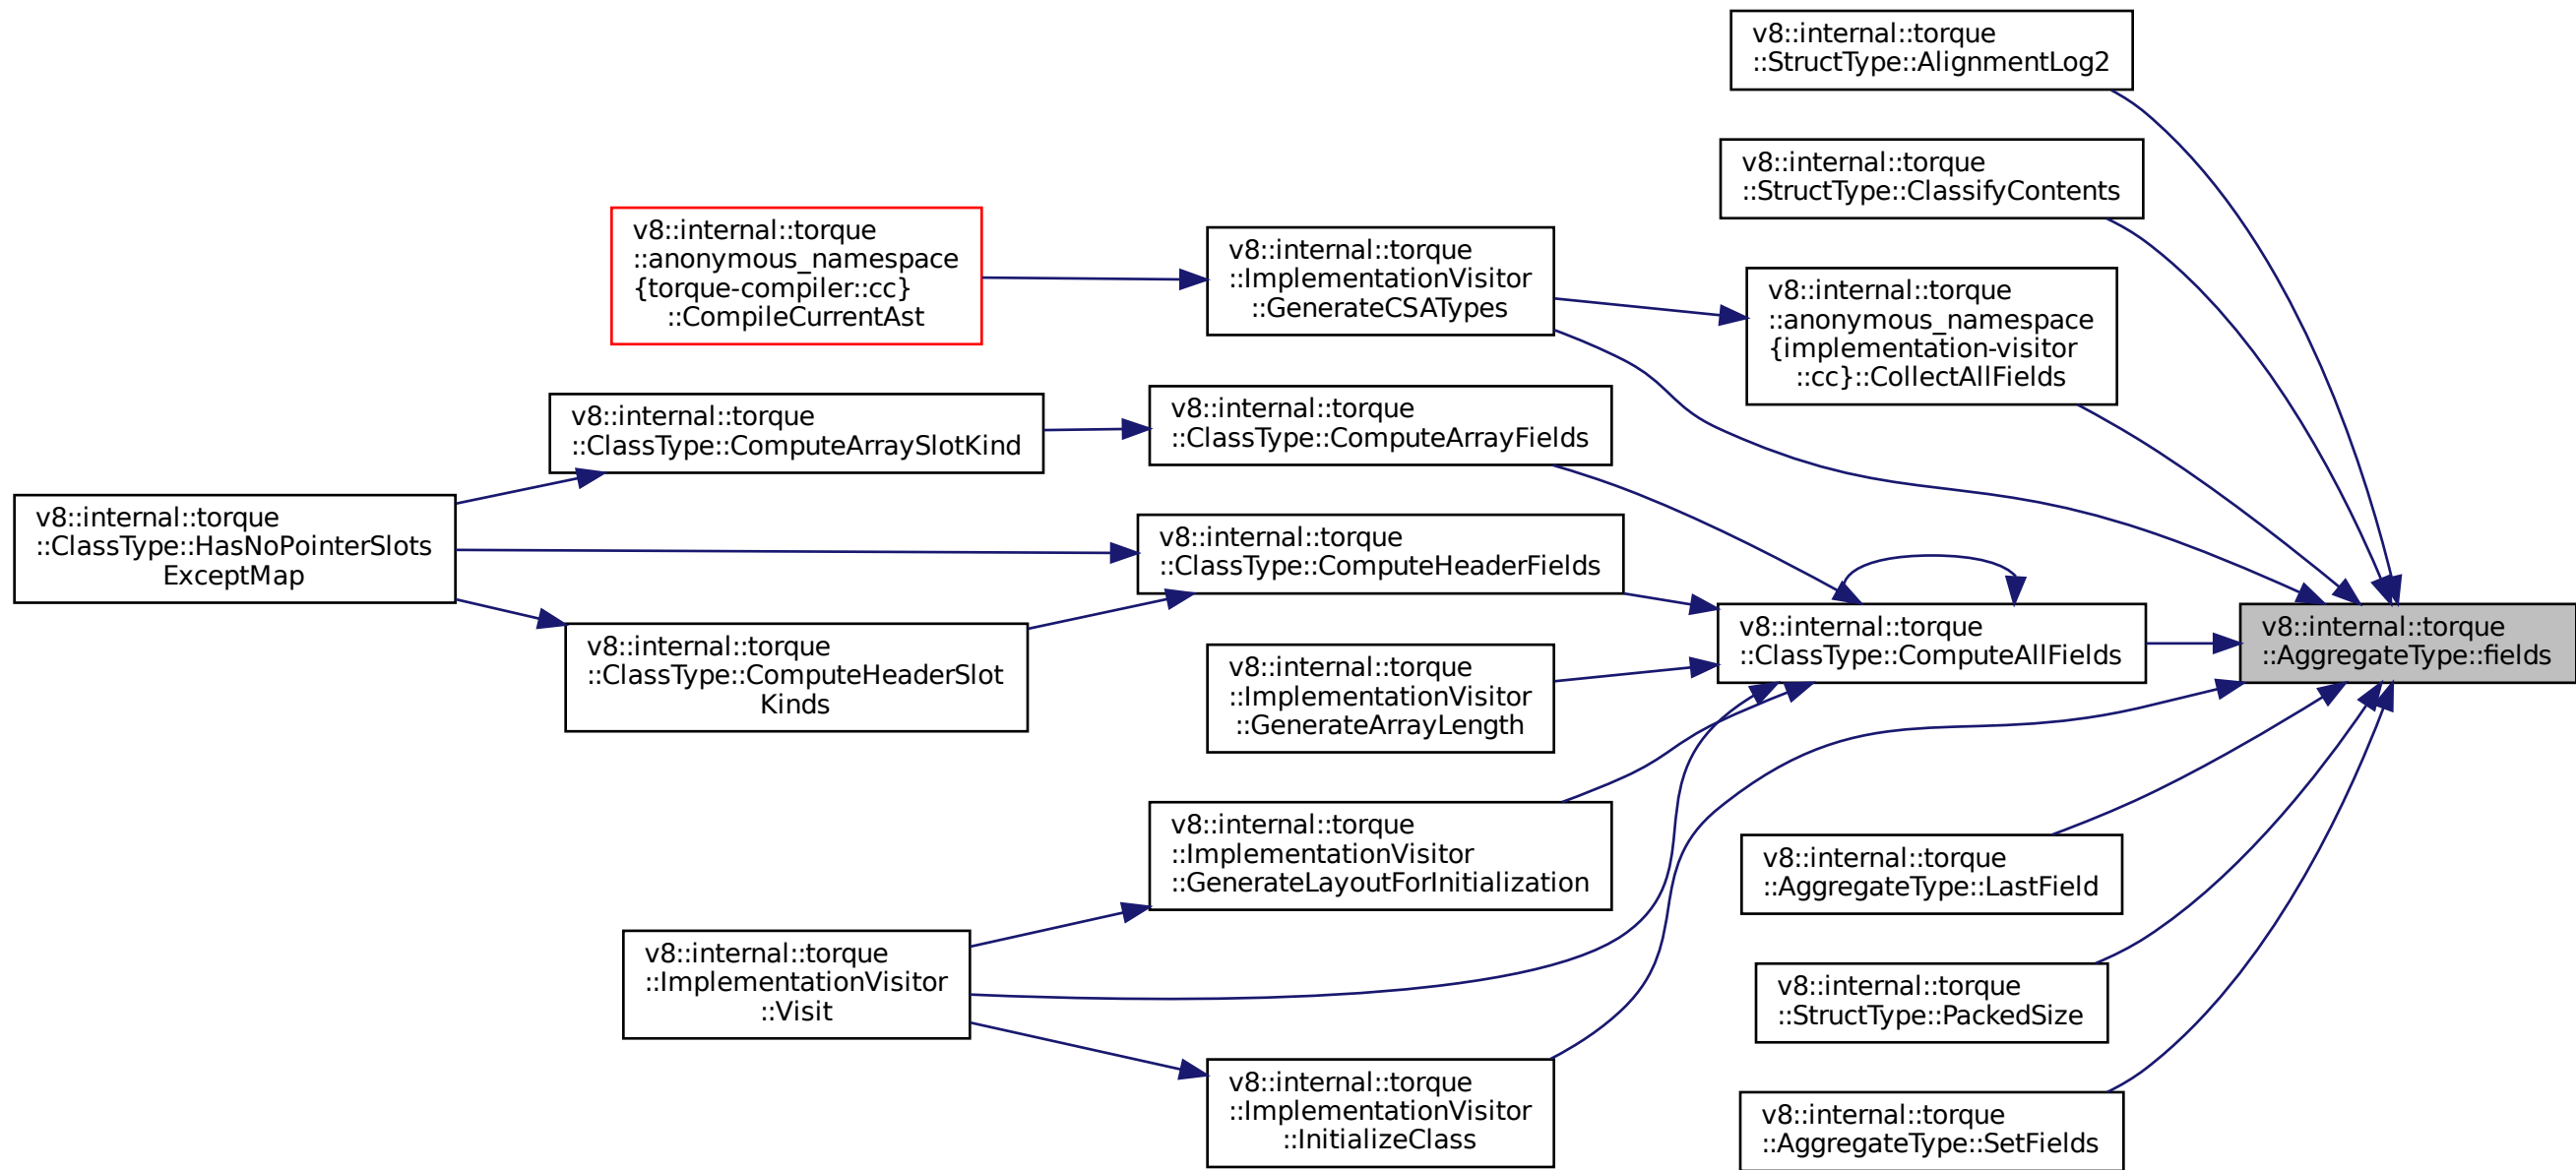 v8::internal::torque
::StructType::AlignmentLog2
v8::internal::torque
::StructType::ClassifyContents
v8::internal::torque
::anonymous_namespace
{torque-compiler::cc}
::CompileCurrentAst
v8::internal::torque
::ImplementationVisitor
::GenerateCSATypes
v8::internal::torque
::anonymous_namespace
{implementation-visitor
::cc}::CollectAllFields
v8::internal::torque
::ClassType::ComputeArraySlotKind
v8::internal::torque
::ClassType::ComputeArrayFields
v8::internal::torque
::ClassType::HasNoPointerSlots
ExceptMap
v8::internal::torque
::ClassType::ComputeHeaderFields
v8::internal::torque
::ClassType::ComputeHeaderSlot
Kinds
v8::internal::torque
::ImplementationVisitor
::GenerateArrayLength
v8::internal::torque
::ClassType::ComputeAllFields
v8::internal::torque
::AggregateType::fields
v8::internal::torque
::ImplementationVisitor
::GenerateLayoutForInitialization
v8::internal::torque
::AggregateType::LastField
v8::internal::torque
::ImplementationVisitor
::Visit
v8::internal::torque
::StructType::PackedSize
v8::internal::torque
::ImplementationVisitor
::InitializeClass
v8::internal::torque
::AggregateType::SetFields